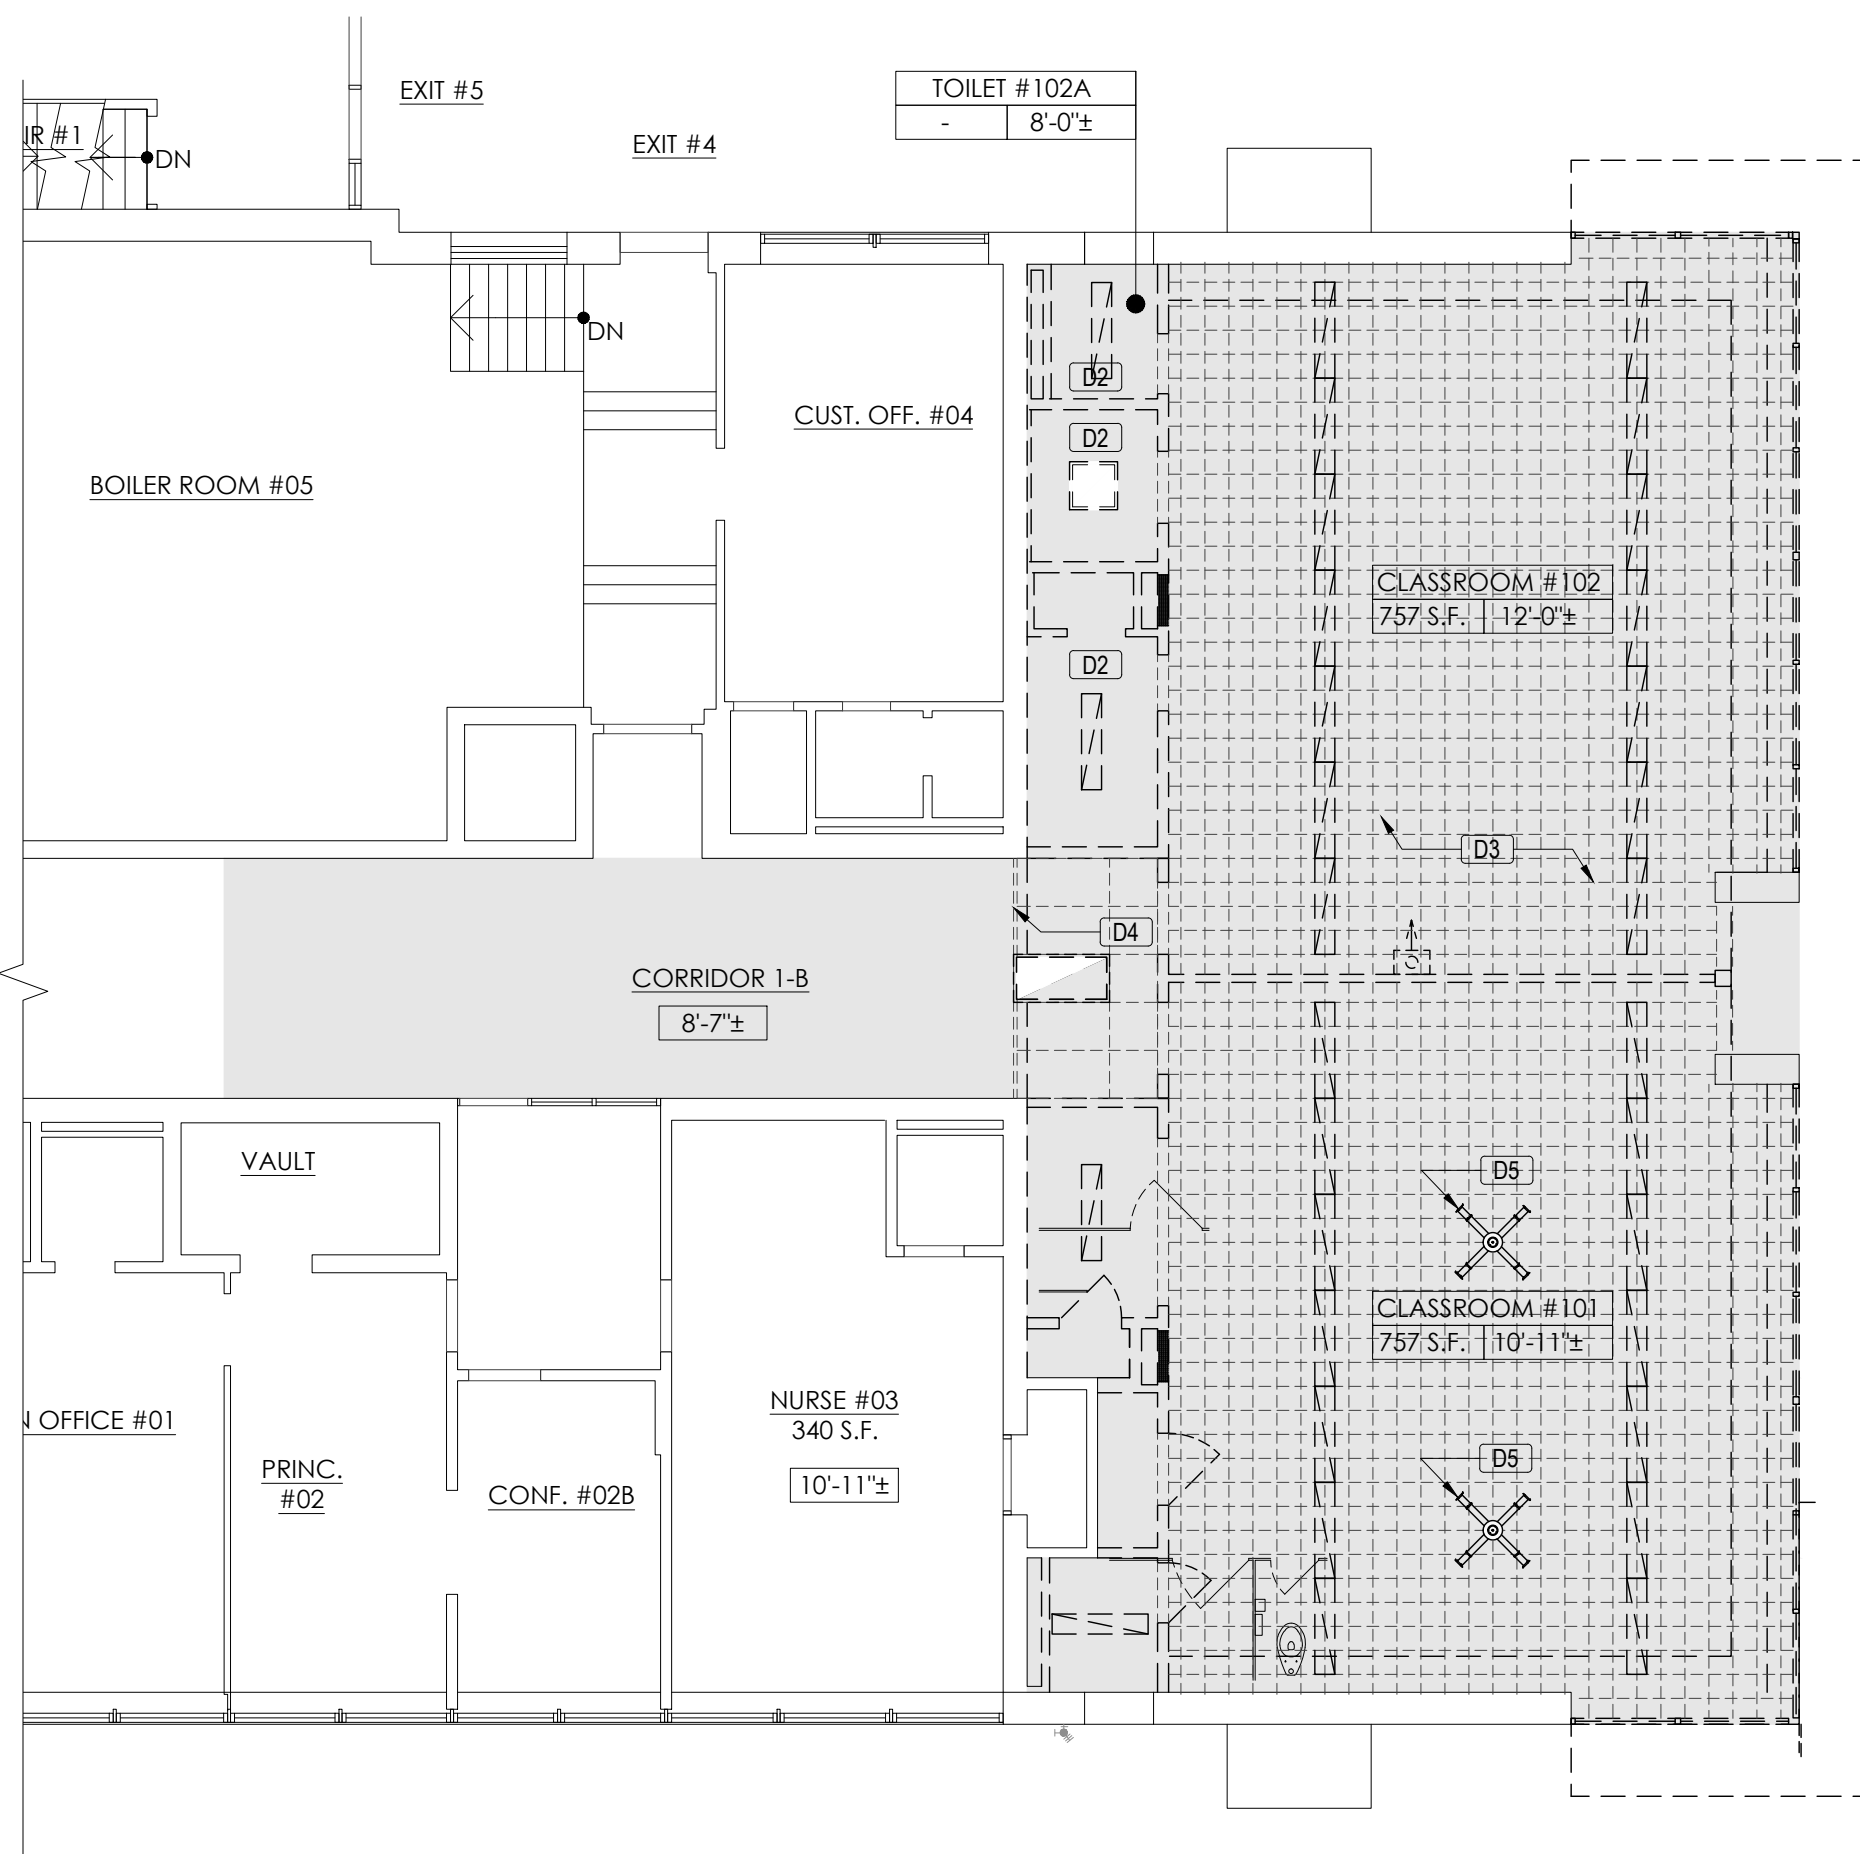 EXIT #5
TOILET #102A
- 8'-0"±
IR #1
DN
EXIT #4
DN
D2
CUST. OFF. #04
D2
BOILER ROOM #05
CLASSROOM #102
757 S.F. 12'-0"±
D2
D3
D4
CORRIDOR 1-B
8'-7"±
VAULT
D5
CLASSROOM #101
757 S.F. 10'-11"±
NURSE #03
340 S.F.
10'-11"±
N OFFICE #01
PRINC.
#02
D5
CONF. #02B